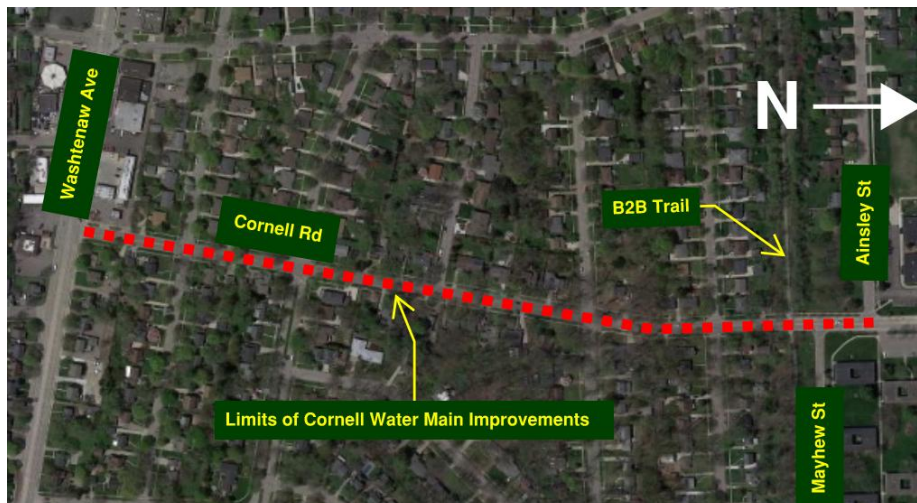 Washtenaw Ave
N
Cornell Rd
B2B Trail
Ainsley St
Limits of Cornell Water Main Improvements
Mayhew St